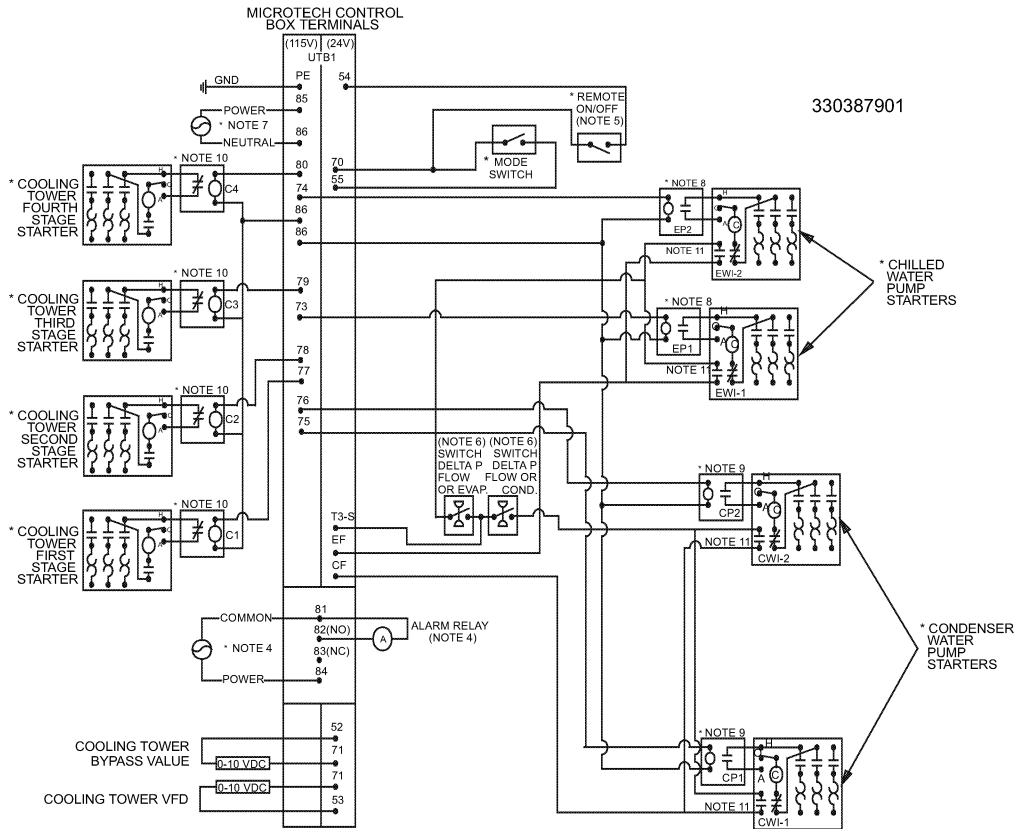 MICROTECH CONTROL
BOX TERMINALS
(115V) (24V)
UTB1
PE
54
GND
85
POWER
* NOTE 7
86
NEUTRAL
* REMOTE
ON/OFF
(NOTE 5)
330387901
* MODE
SWITCH
* NOTE 10
80
70
55
74
86
86
* COOLING
TOWER
FOURTH
STAGE
STARTER
H
C
A
C4
* NOTE 8
EP2
H
C
A
C
NOTE 11
EWI-2
* CHILLED
WATER
PUMP
STARTERS
* NOTE 10
79
73
* COOLING
TOWER
THIRD
STAGE
STARTER
H
C
A
C3
* NOTE 8
EP1
H
C
A
C
NOTE 11
EWI-1
78
77
76
75
* NOTE 10
* COOLING
TOWER
SECOND
STAGE
STARTER
H
C
A
C2
(NOTE 6)
SWITCH
DELTA P
FLOW
OR EVAP.
(NOTE 6)
SWITCH
DELTA P
FLOW OR
COND.
* NOTE 9
CP2
H
C
A
C
NOTE 11
CWI-2
* NOTE 10
* COOLING
TOWER
FIRST
STAGE
STARTER
H
C
A
C1
T3-S
EF
CF
COMMON
81
82(NO)
83(NC)
84
A
ALARM RELAY
(NOTE 4)
* NOTE 4
POWER
* CONDENSER
WATER
PUMP
STARTERS
52
71
71
53
COOLING TOWER
BYPASS VALUE
0-10 VDC
0-10 VDC
COOLING TOWER VFD
* NOTE 9
CP1
H
C
A
C
NOTE 11
CWI-1